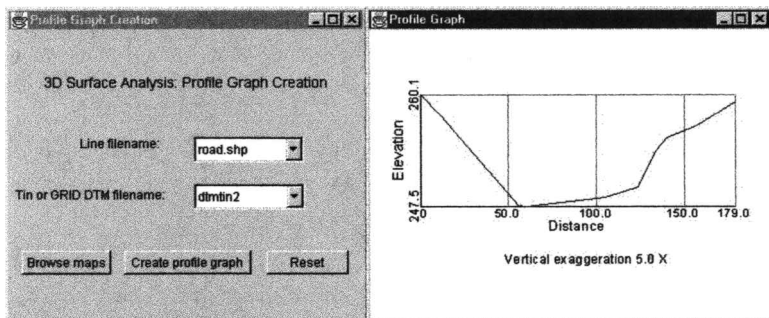 Profile Graph Creation
3D Surface Analysis: Profile Graph Creation
Line filename:
road.shp
Tin or GRID DTM filename:
dtmtin2
Browse maps
Create profile graph
Reset
Profile Graph
Elevation
260.1
247.5
0
50.0
100.0
150.0
179.0
Distance
Vertical exaggeration 5.0 X